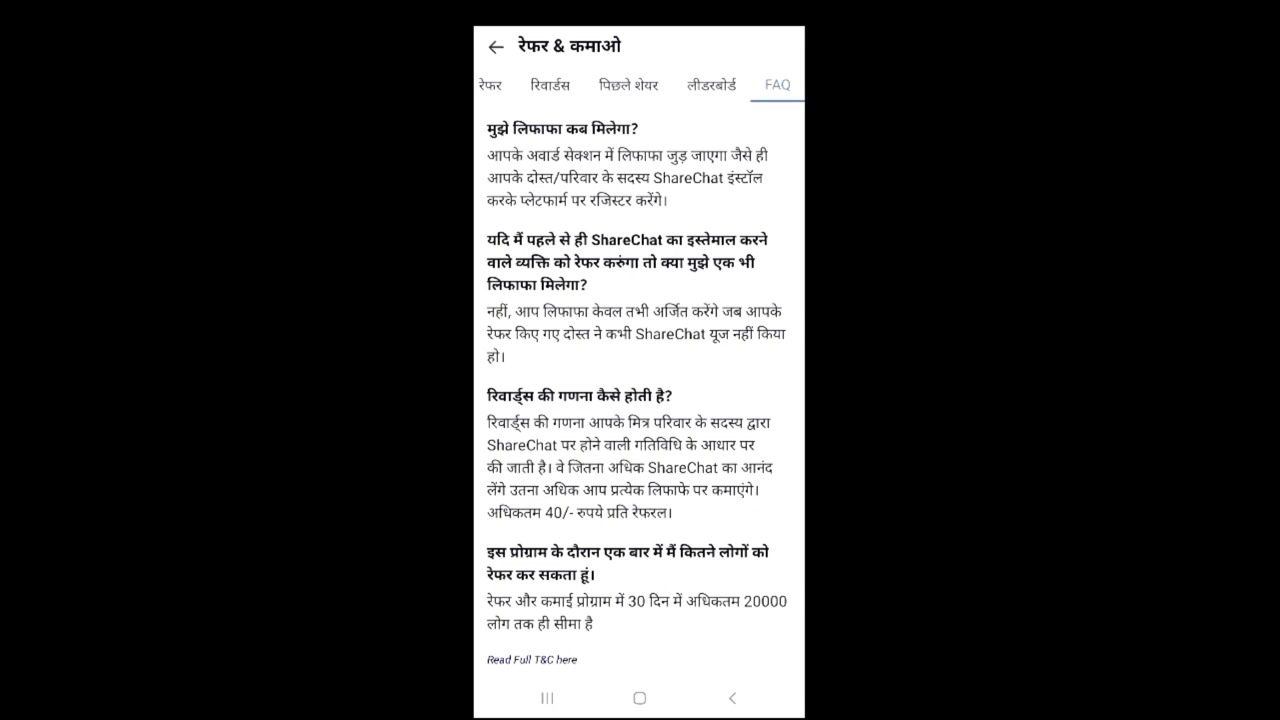 रेफर & कमाओ
रेफर रिवार्डस पिछले शेयर लीडरबोर्ड FAQ
मुझे लिफाफा कब मिलेगा?
आपके अवार्ड सेक्शन में लिफाफा जुड़ जाएगा जैसे ही
आपके दोस्त/परिवार के सदस्य ShareChat इंस्टॉल
करके प्लेटफार्म पर रजिस्टर करेंगे।
यदि मैं पहले से ही ShareChat का इस्तेमाल करने
वाले व्यक्ति को रेफर करुंगा तो क्या मुझे एक भी
लिफाफा मिलेगा?
नहीं, आप लिफाफा केवल तभी अर्जित करेंगे जब आपके
रेफर किए गए दोस्त ने कभी ShareChat यूज नहीं किया
हो।
रिवार्ड्स की गणना कैसे होती है?
रिवार्ड्स की गणना आपके मित्र परिवार के सदस्य द्वारा
ShareChat पर होने वाली गतिविधि के आधार पर
की जाती है। वे जितना अधिक ShareChat का आनंद
लेंगे उतना अधिक आप प्रत्येक लिफाफे पर कमाएंगे।
अधिकतम 40/- रुपये प्रति रेफरल।
इस प्रोग्राम के दौरान एक बार में मैं कितने लोगों को
रेफर कर सकता हूं।
रेफर और कमाई प्रोग्राम में 30 दिन में अधिकतम 20000
लोग तक ही सीमा है
Read Full T&C here